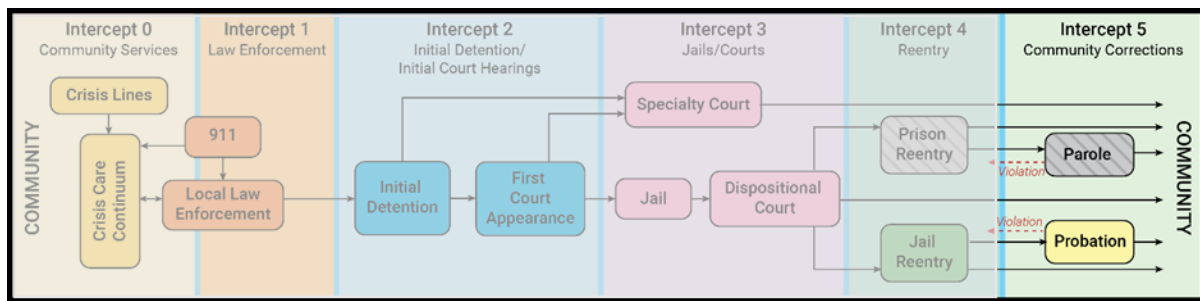 Intercept 0
Community Services
Intercept 1
Law Enforcement
Intercept 2
Initial Detention/
Initial Court Hearings
Intercept 3
Jails/Courts
Intercept 4
Reentry
Intercept 5
Community Corrections
COMMUNITY
Crisis Lines
Crisis Care
Continuum
911
Local Law
Enforcement
Initial
Detention
First
Court
Appearance
Specialty Court
Jail
Dispositional
Court
Prison
Reentry
Violation
Parole
Jail
Reentry
Violation
Probation
COMMUNITY